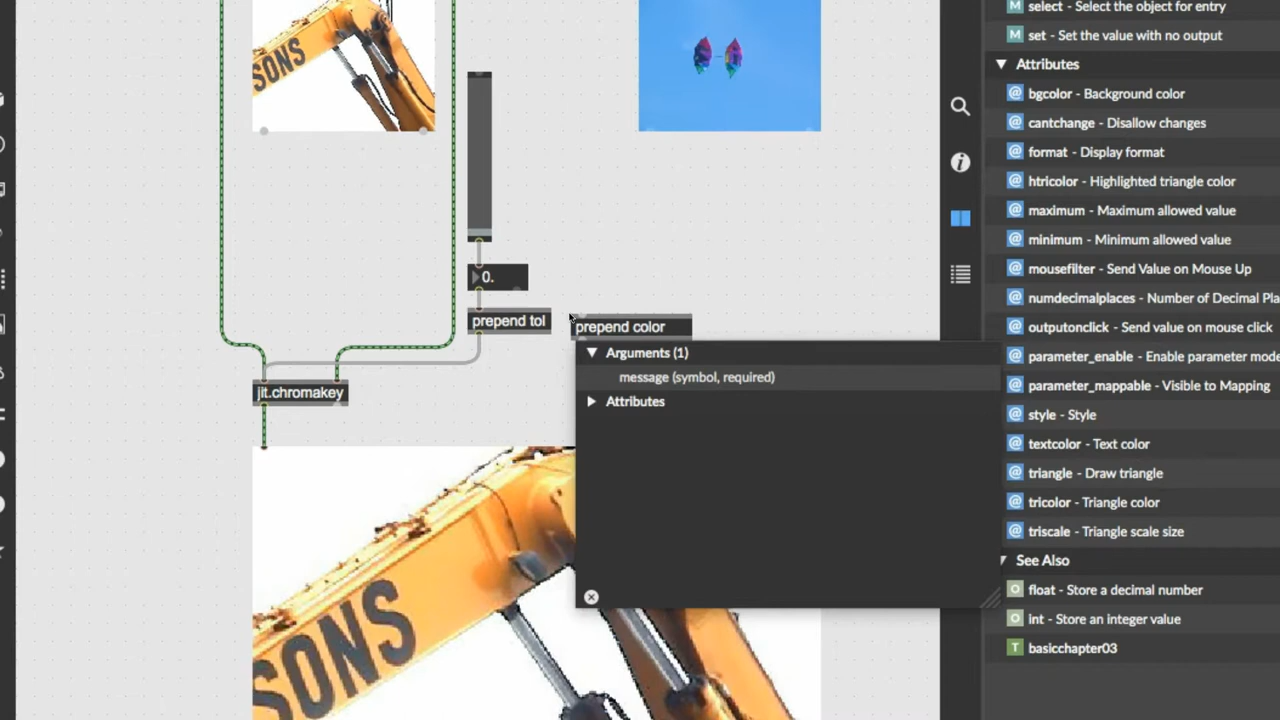 SONS
0.
prepend tol
prepend color
Arguments (1)
message (symbol, required)
Attributes
jit.chromakey
SONS
select - Select the object for entry
set - Set the value with no output
Attributes
bgcolor - Background color
cantchange - Disallow changes
format - Display format
htricolor - Highlighted triangle color
maximum - Maximum allowed value
minimum - Minimum allowed value
mousefilter - Send Value on Mouse Up
numdecimalplaces - Number of Decimal Pla
outputonclick - Send value on mouse click
parameter_enable - Enable parameter mode
parameter_mappable - Visible to Mapping
style - Style
textcolor - Text color
triangle - Draw triangle
tricolor - Triangle color
triscale - Triangle scale size
See Also
float - Store a decimal number
int - Store an integer value
basicchapter03